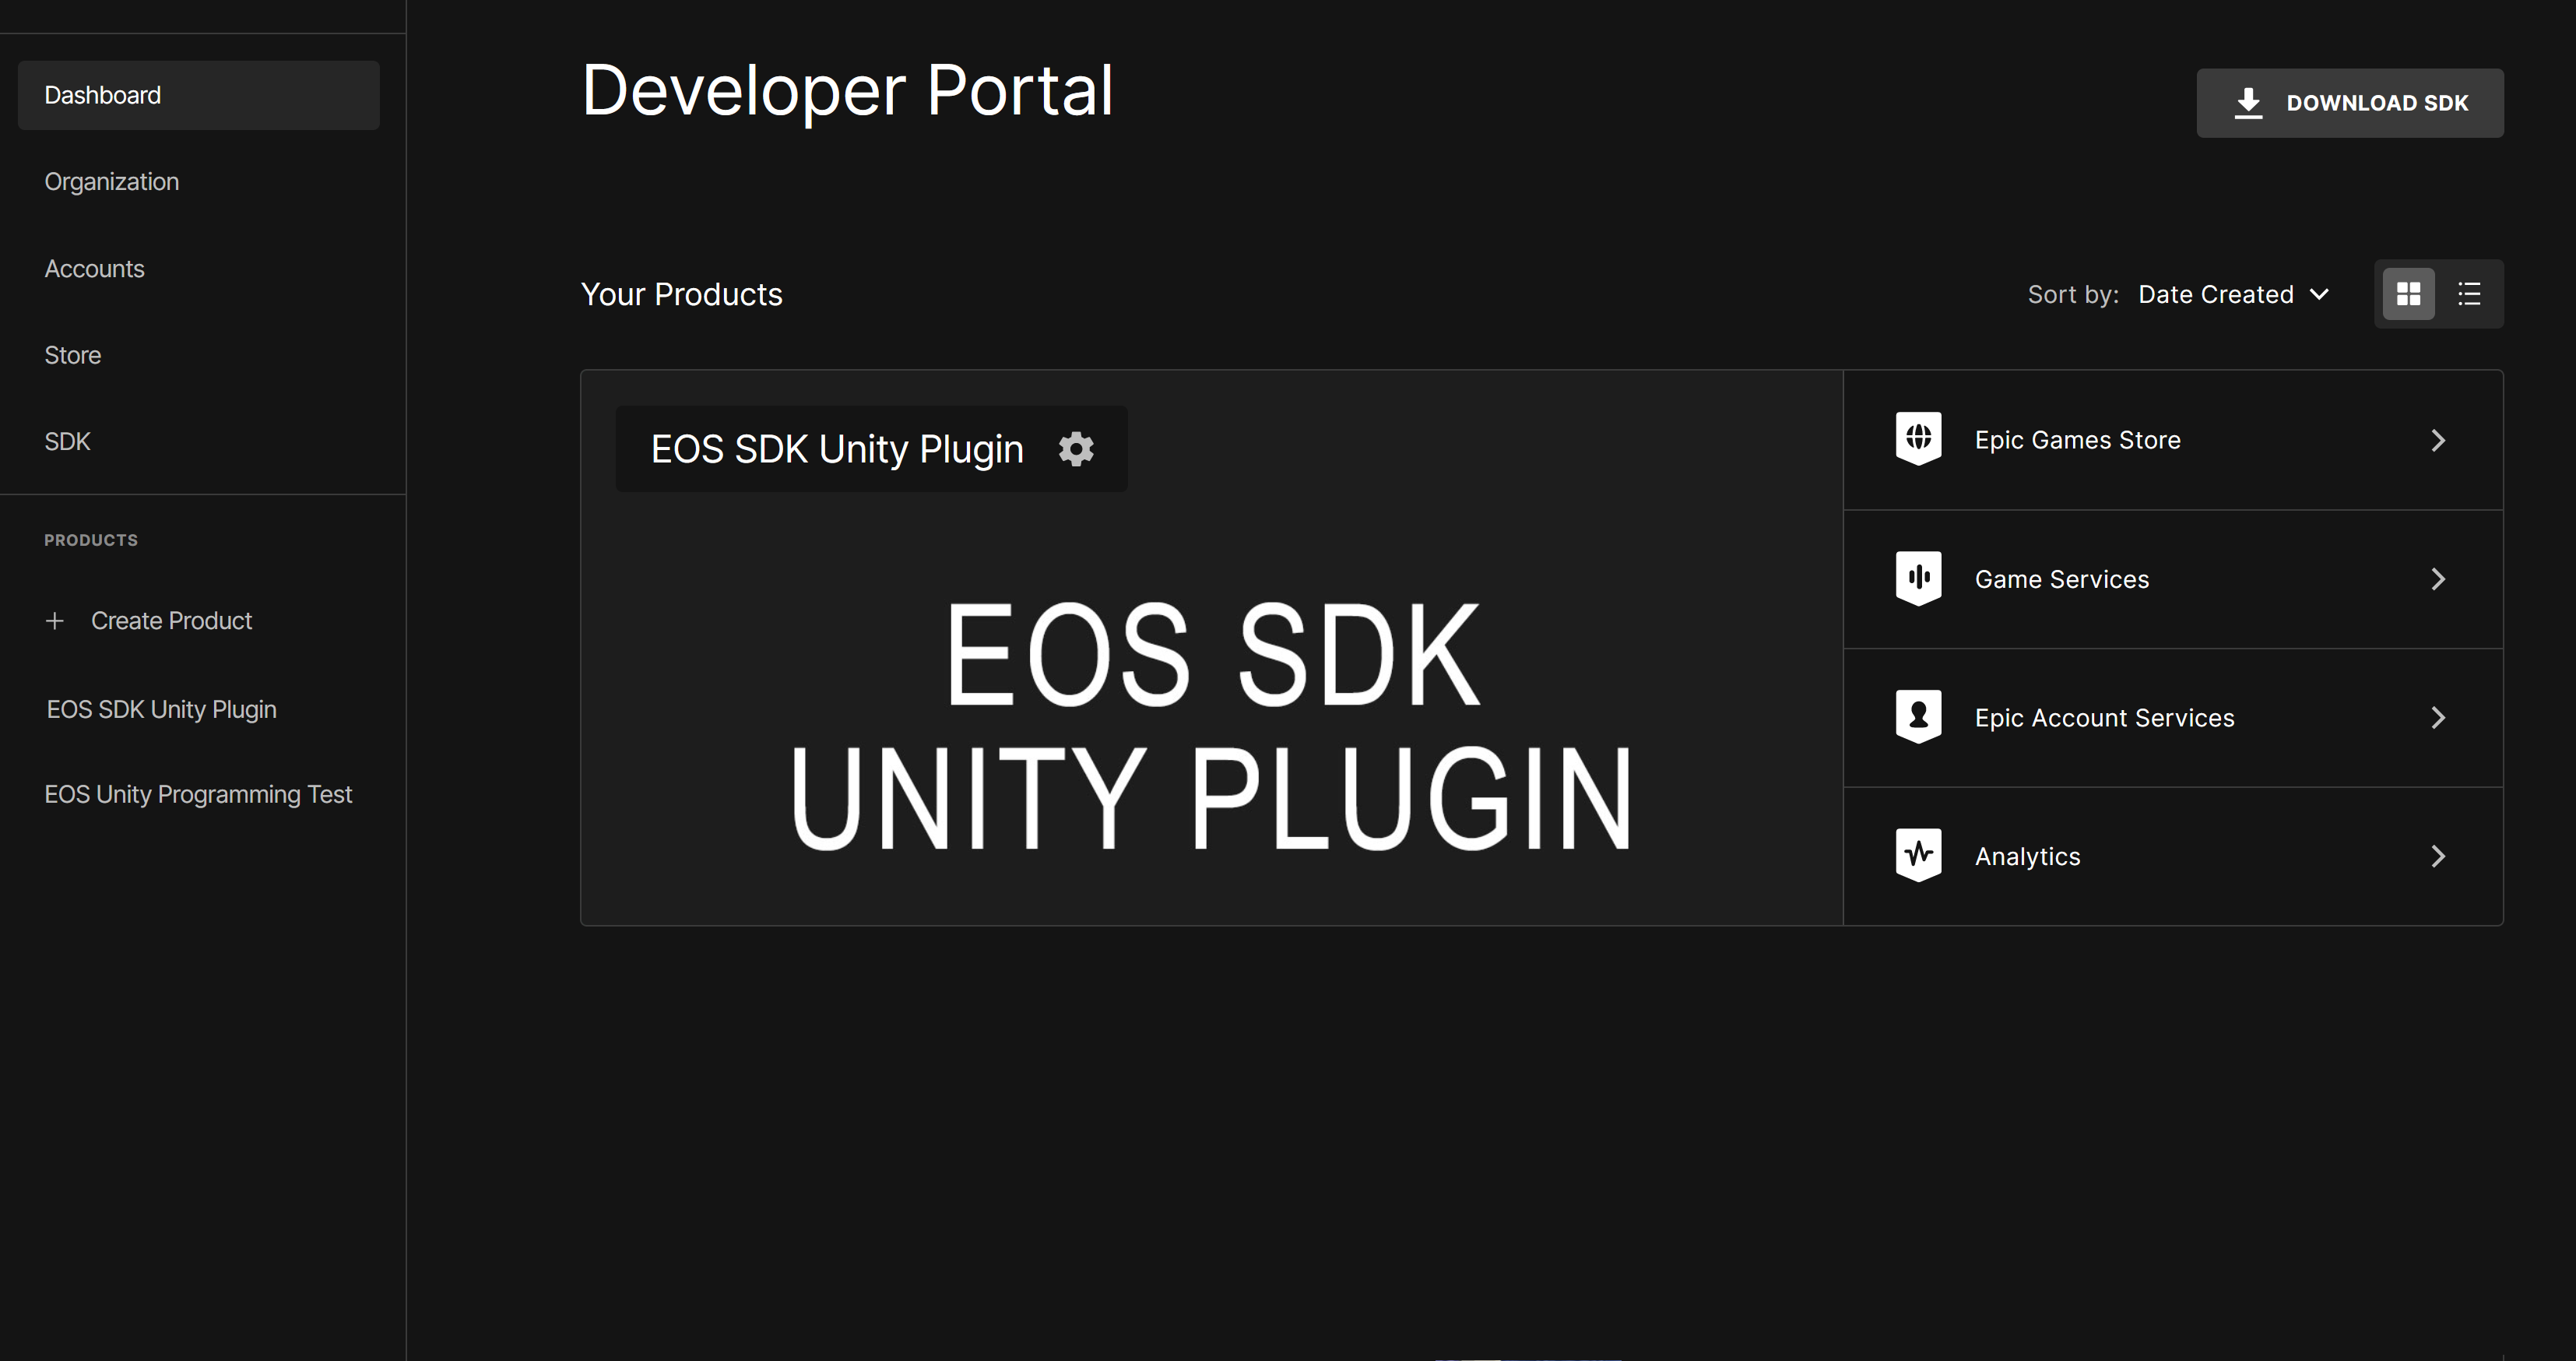 Dashboard
Organization
Accounts
Store
SDK
PRODUCTS
+ Create Product
EOS SDK Unity Plugin
EOS Unity Programming Test
Developer Portal
DOWNLOAD SDK
Your Products
Sort by: Date Created
EOS SDK Unity Plugin
EOS SDK
UNITY PLUGIN
Epic Games Store
Game Services
Epic Account Services
Analytics